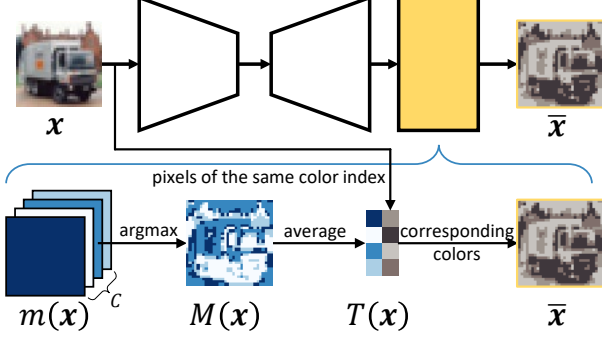 x
x̅
pixels of the same color index
argmax
average
corresponding
colors
C
m(x)
M(x)
T(x)
x̅